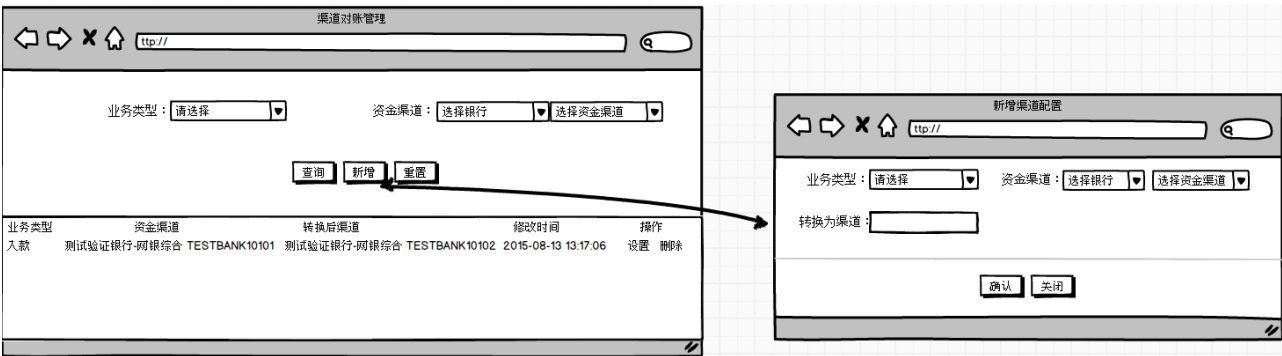 渠道对账管理
ttp://
业务类型： 请选择 资金渠道： 选择银行 选择资金渠道
查询 新增 重置
业务类型 资金渠道 转换后渠道 修改时间 操作
入款 测试验证银行-网银综合 TESTBANK10101 测试验证银行-网银综合 TESTBANK10102 2015-08-13 13:17:06 设置 删除
新增渠道配置
ttp://
业务类型： 请选择 资金渠道： 选择银行 选择资金渠道
转换为渠道：
确认 关闭